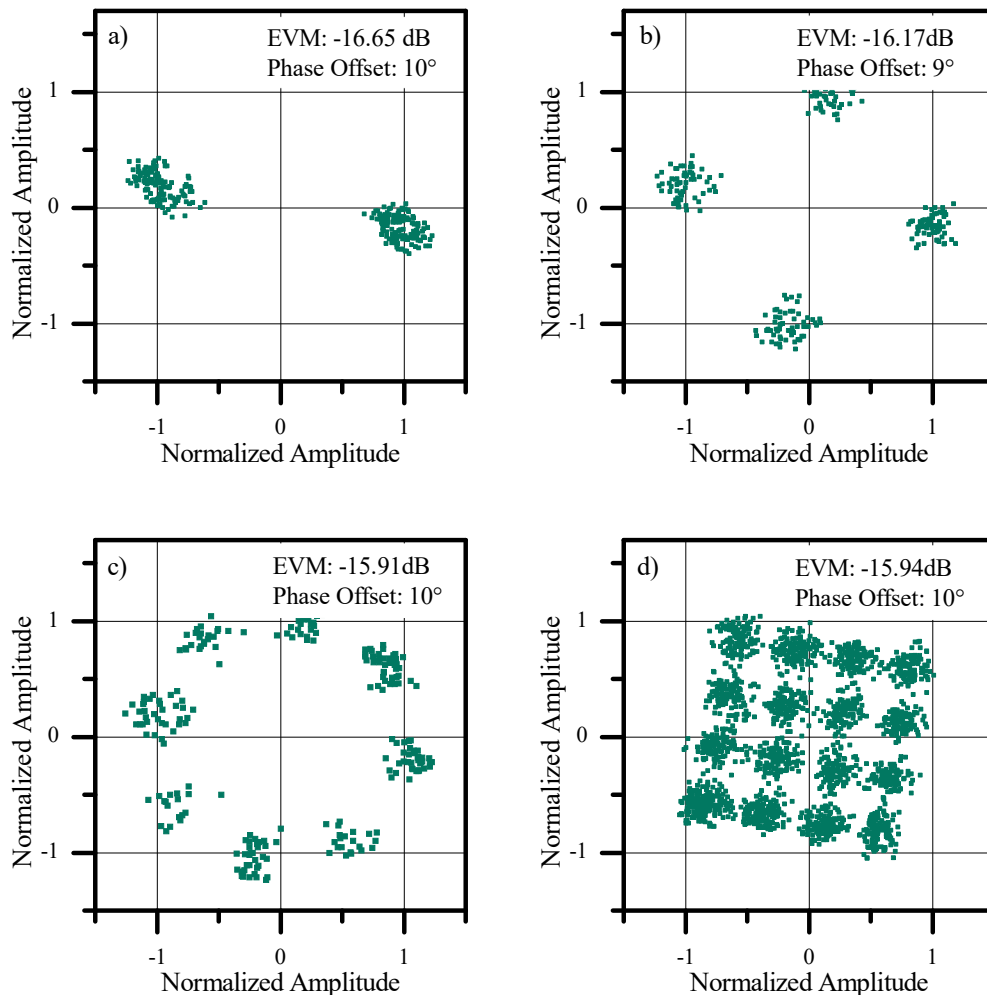 a)
EVM: -16.65 dB
Phase Offset: 10°
1
0
-1
Normalized Amplitude
-1
0
1
Normalized Amplitude
b)
EVM: -16.17dB
Phase Offset: 9°
1
0
-1
Normalized Amplitude
-1
0
1
Normalized Amplitude
c)
EVM: -15.91dB
Phase Offset: 10°
1
0
-1
Normalized Amplitude
-1
0
1
Normalized Amplitude
d)
EVM: -15.94dB
Phase Offset: 10°
1
0
-1
Normalized Amplitude
-1
0
1
Normalized Amplitude